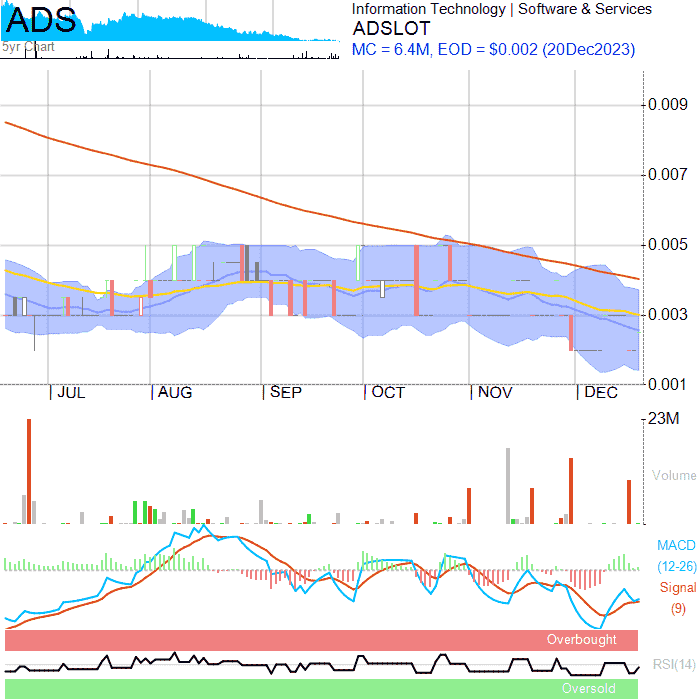 ADS
5yr Chart
Information Technology | Software & Services
ADSLOT
MC = 6.4M, EOD = $0.002 (20Dec2023)
0.009
0.007
0.005
0.003
0.001
JUL AUG SEP OCT NOV DEC
23M
Volume
MACD
(12-26)
Signal
(9)
Overbought
RSI(14)
Oversold